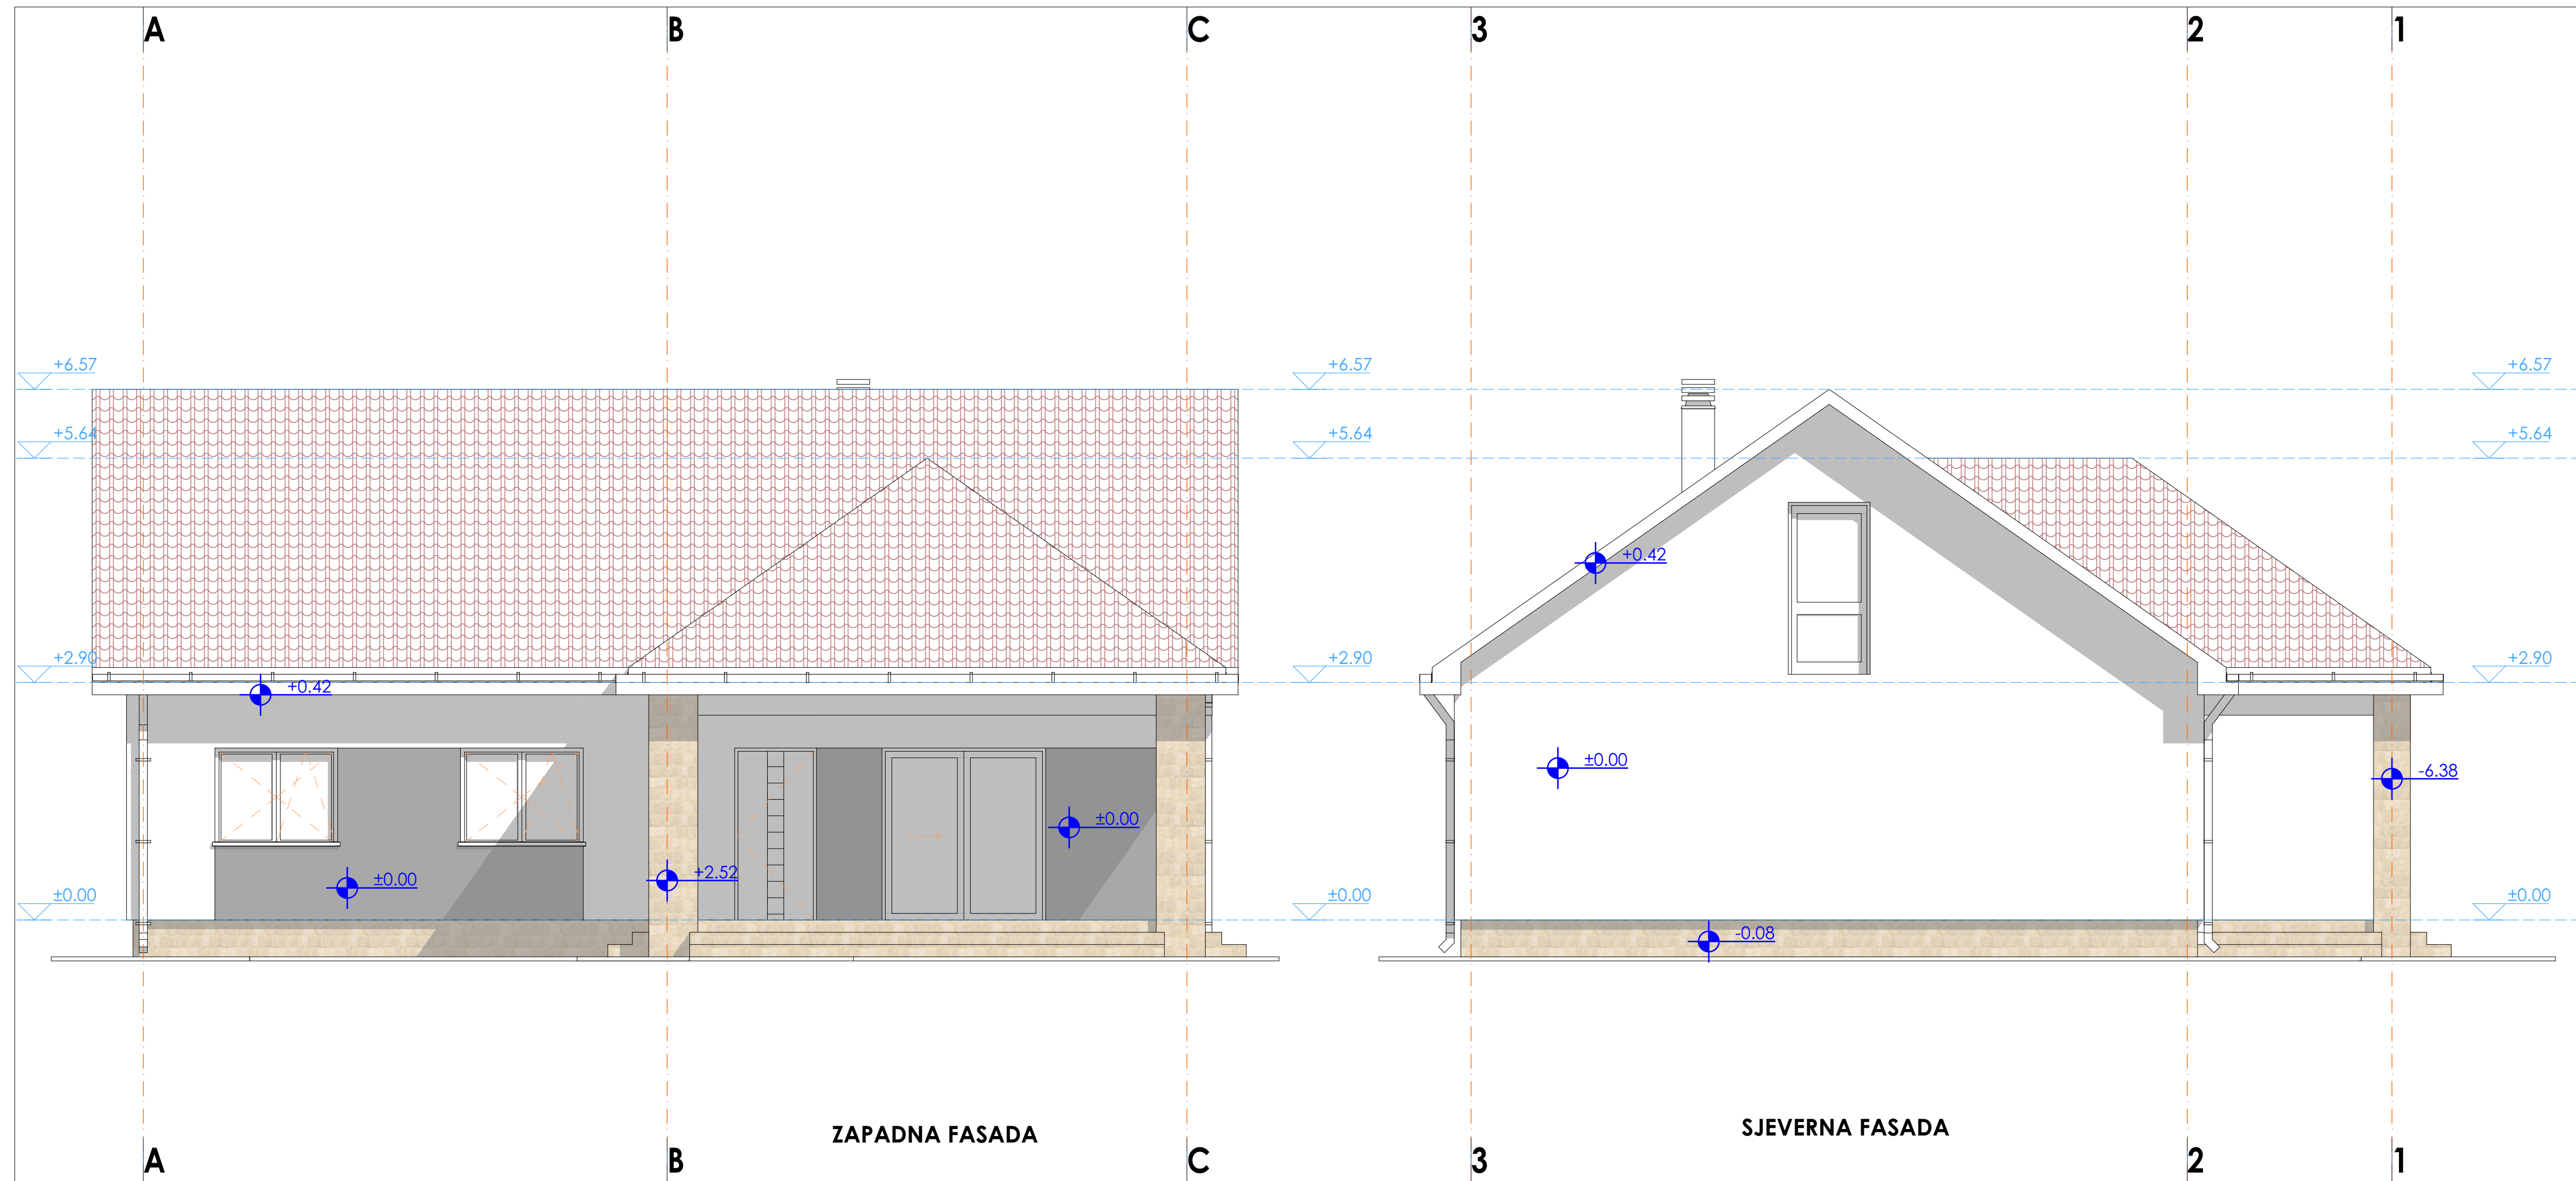 A B C 3 2 1
+6.57 +6.57 +6.57
+5.64 +5.64 +5.64
+0.42
+2.90 +2.90 +2.90
+0.42
±0.00
-6.38
±0.00
+2.52
±0.00
±0.00 ±0.00 ±0.00
-0.08
ZAPADNA FASADA
SJEVERNA FASADA
A B C 3 2 1